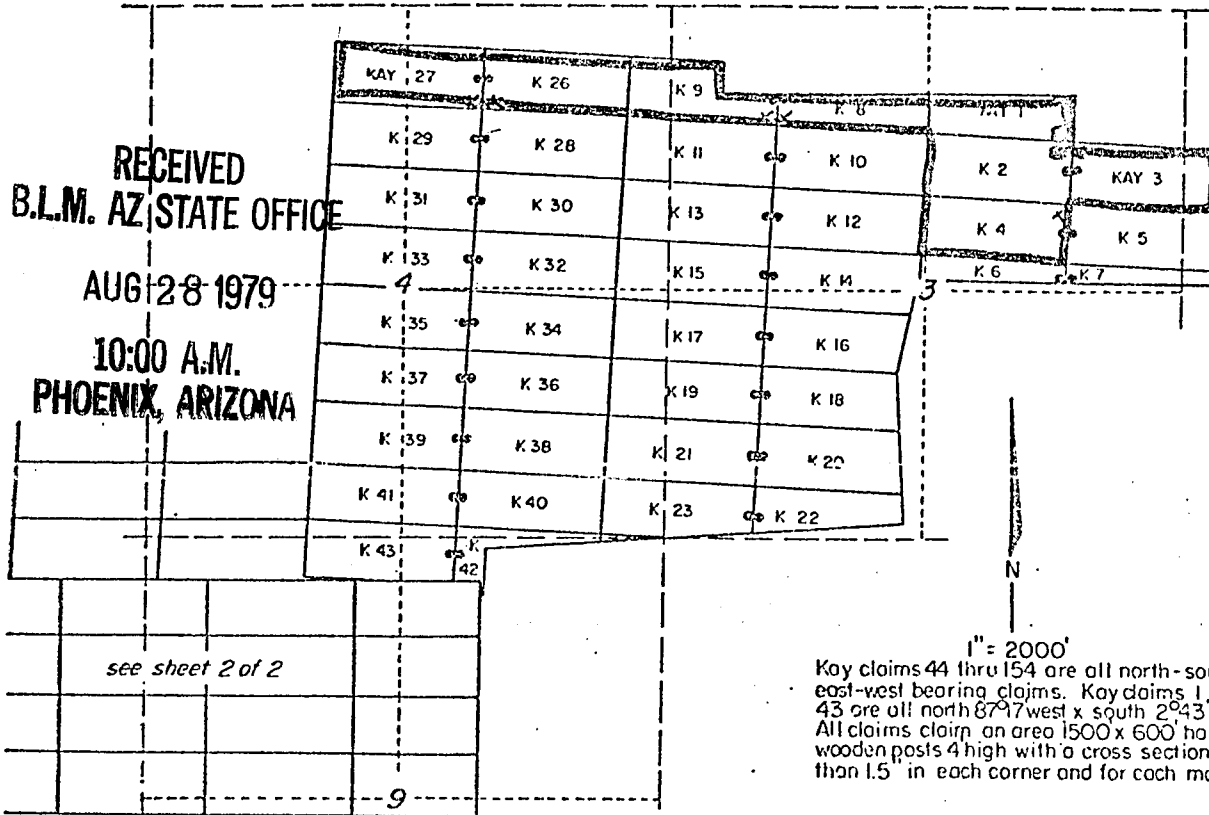 KAY 27
K 26
K 9
K 8
K 29
K 28
K 11
K 10
K 2
KAY 3
RECEIVED
B.L.M. AZ STATE OFFICE
K 31
K 30
K 13
K 12
K 4
K 5
K 33
K 32
K 15
K 14
K 6
K 7
AUG 28 1979
4
3
K 35
K 34
K 17
K 16
10:00 A.M.
PHOENIX, ARIZONA
K 37
K 36
K 19
K 18
K 39
K 38
K 21
K 20
K 41
K 40
K 23
K 22
K 43
K
42
N
see sheet 2 of 2
1" = 2000'
Kay claims 44 thru 154 are all north-sou
east-west bearing claims. Kay claims 1
43 are all north 87°17 west x south 2°43
All claims claim an area 1500 x 600' ha
wooden posts 4' high with a cross section
than 1.5" in each corner and for each mo
9